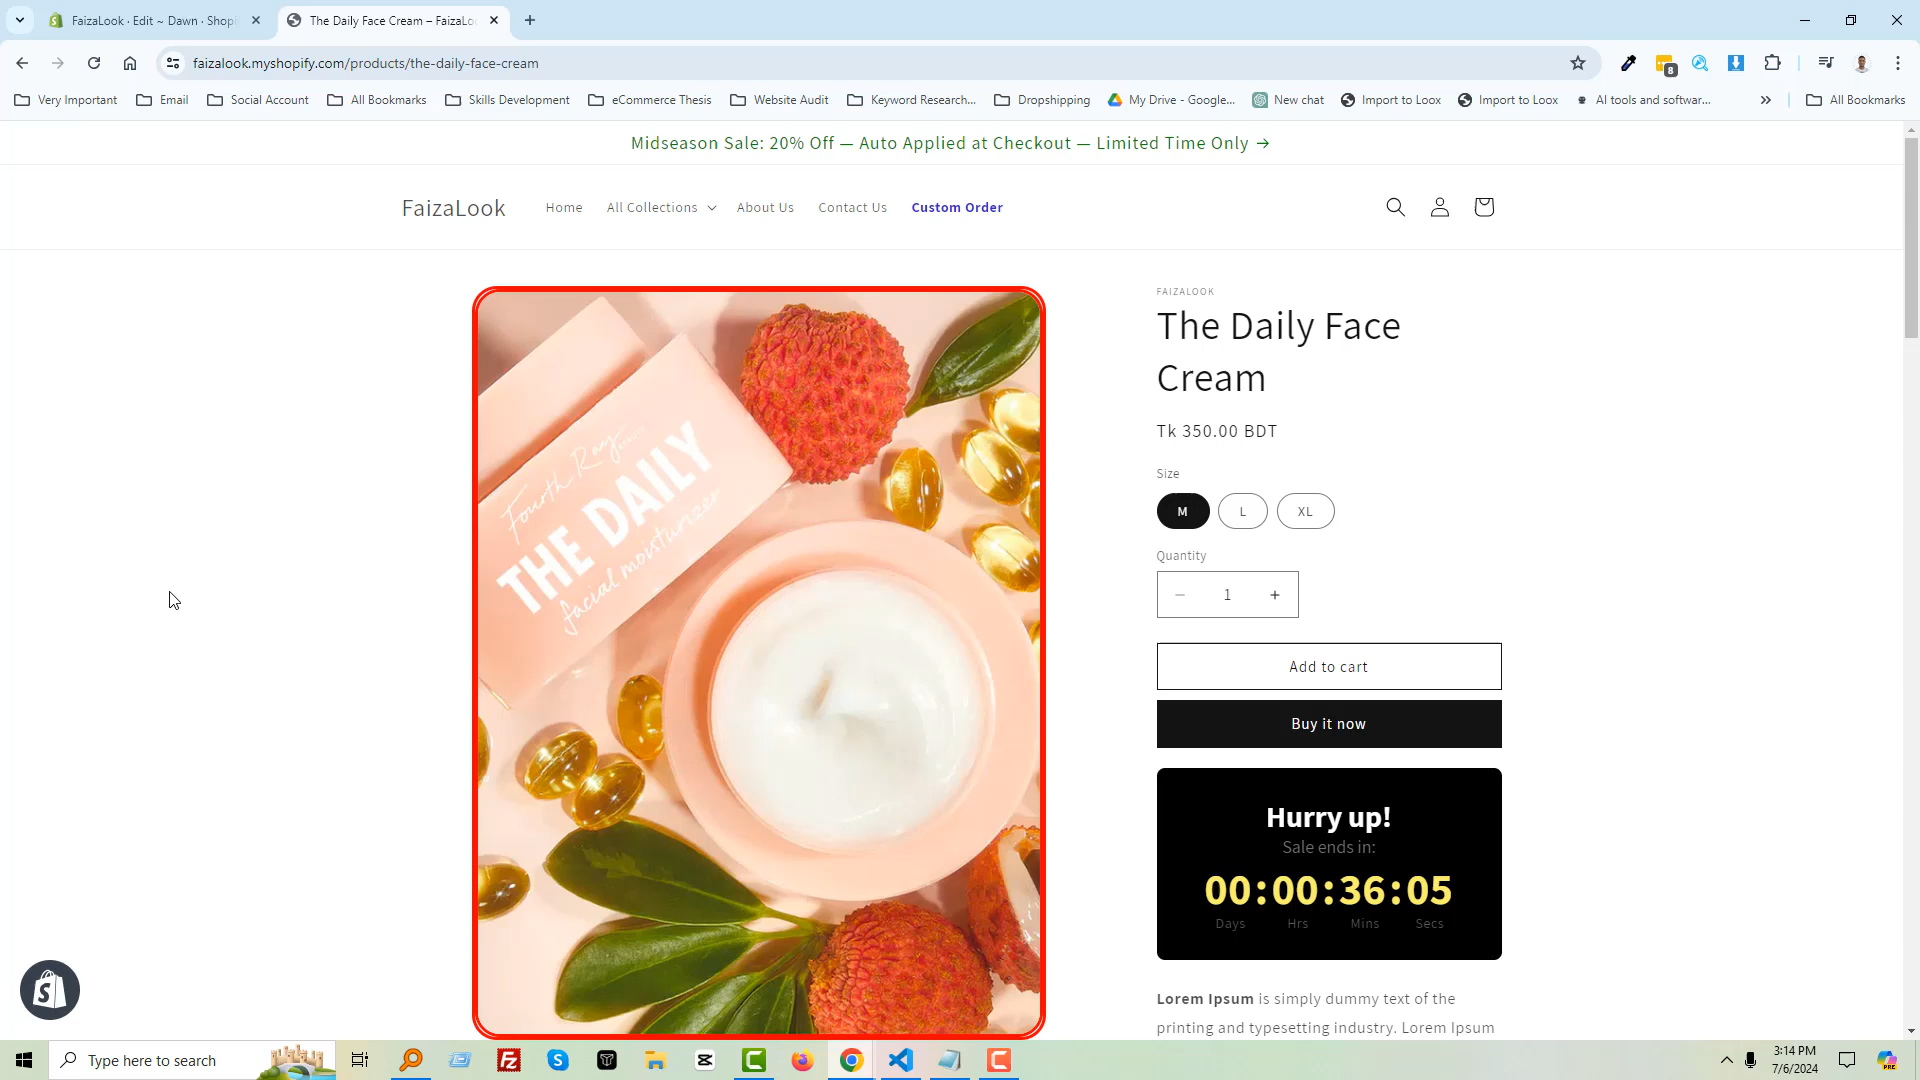 FaizaLook · Edit ~ Dawn · Shopi
The Daily Face Cream – FaizaLo
faizalook.myshopify.com/products/the-daily-face-cream
8
Very Important
Email
Social Account
All Bookmarks
Skills Development
eCommerce Thesis
Website Audit
Keyword Research...
Dropshipping
My Drive - Google...
New chat
Import to Loox
Import to Loox
AI tools and softwar...
All Bookmarks
Midseason Sale: 20% Off — Auto Applied at Checkout — Limited Time Only →
FaizaLook
Home
All Collections
About Us
Contact Us
Custom Order
Fourth Ray
THE DAILY
facial moisturizer
FAIZALOOK
The Daily Face
Cream
Tk 350.00 BDT
Size
M
L
XL
Quantity
− 1 +
Add to cart
Buy it now
Hurry up!
Sale ends in:
00:00:36:05
Days Hrs Mins Secs
Lorem Ipsum is simply dummy text of the
printing and typesetting industry. Lorem Ipsum
Type here to search
3:14 PM
7/6/2024